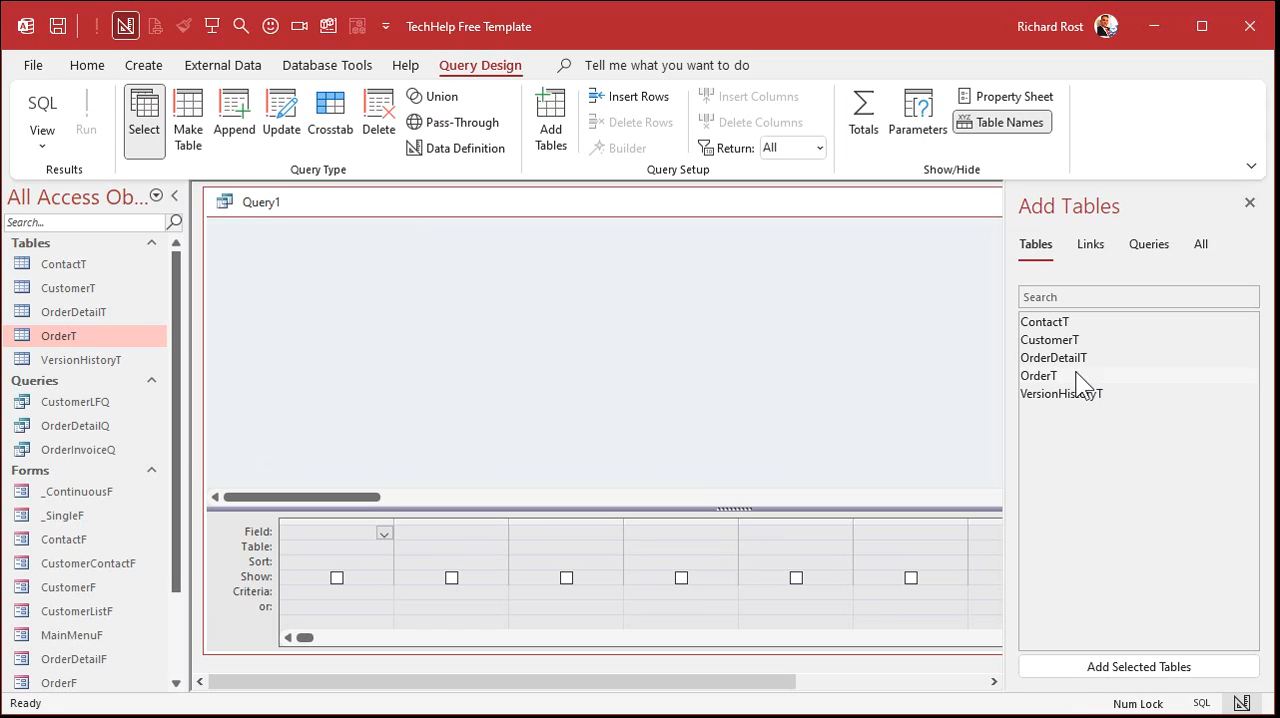 TechHelp Free Template
Richard Rost
File Home Create External Data Database Tools Help Query Design Tell me what you want to do
SQL
View
Run
Results
Select
Make
Table
Append
Update
Crosstab
Delete
Union
Pass-Through
Data Definition
Query Type
Add
Tables
Insert Rows
Delete Rows
Builder
Insert Columns
Delete Columns
Return: All
Query Setup
Totals
Parameters
Property Sheet
Table Names
Show/Hide
All Access Ob...
Search...
Tables
ContactT
CustomerT
OrderDetailT
OrderT
VersionHistoryT
Queries
CustomerLFQ
OrderDetailQ
OrderInvoiceQ
Forms
_ContinuousF
_SingleF
ContactF
CustomerContactF
CustomerF
CustomerListF
MainMenuF
OrderDetailF
OrderF
Query1
Field:
Table:
Sort:
Show:
Criteria:
or:
Add Tables
Tables Links Queries All
Search
ContactT
CustomerT
OrderDetailT
OrderT
VersionHistoryT
Add Selected Tables
Ready
Num Lock
SQL